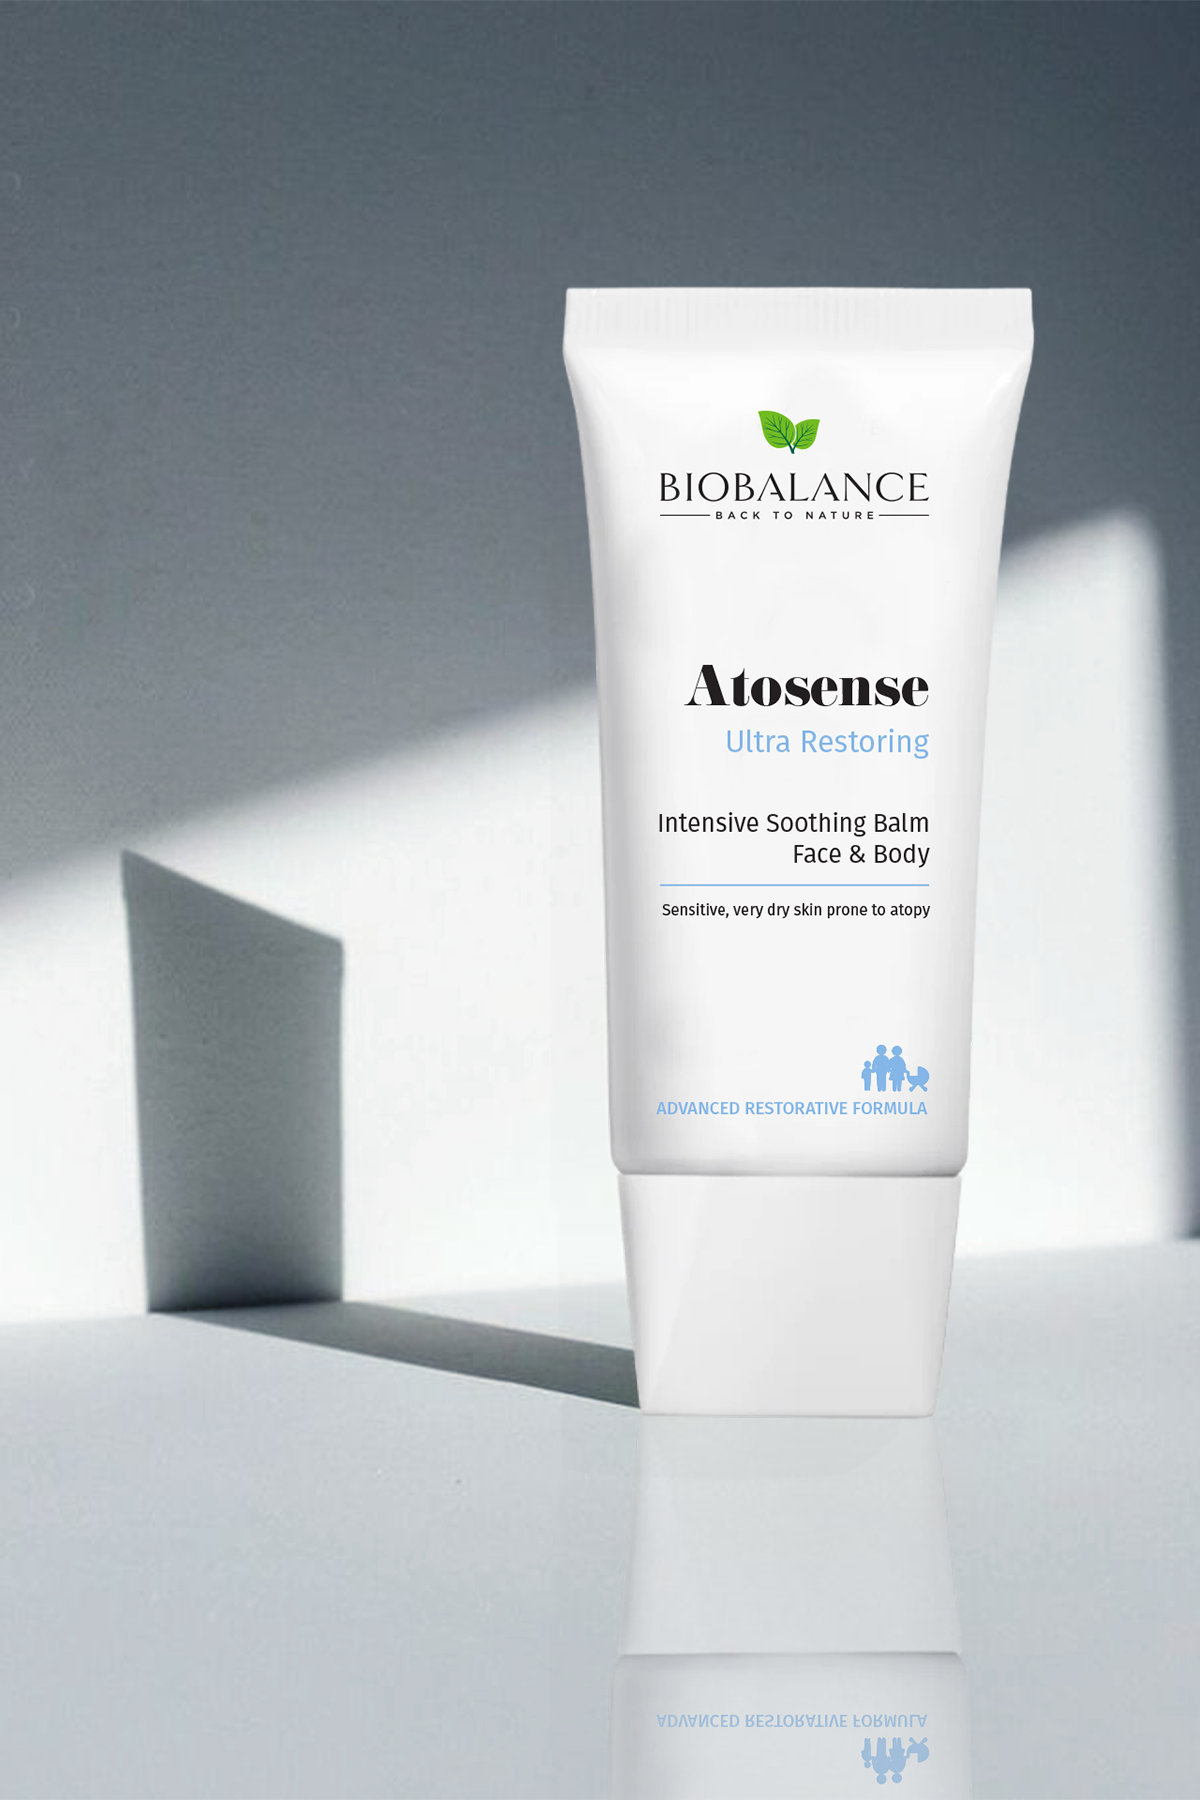 BIOBALANCE
BACK TO NATURE
Atosense
Ultra Restoring
Intensive Soothing Balm
Face & Body
Sensitive, very dry skin prone to atopy
ADVANCED RESTORATIVE FORMULA
ADVANCED RESTORATIVE FORMULA